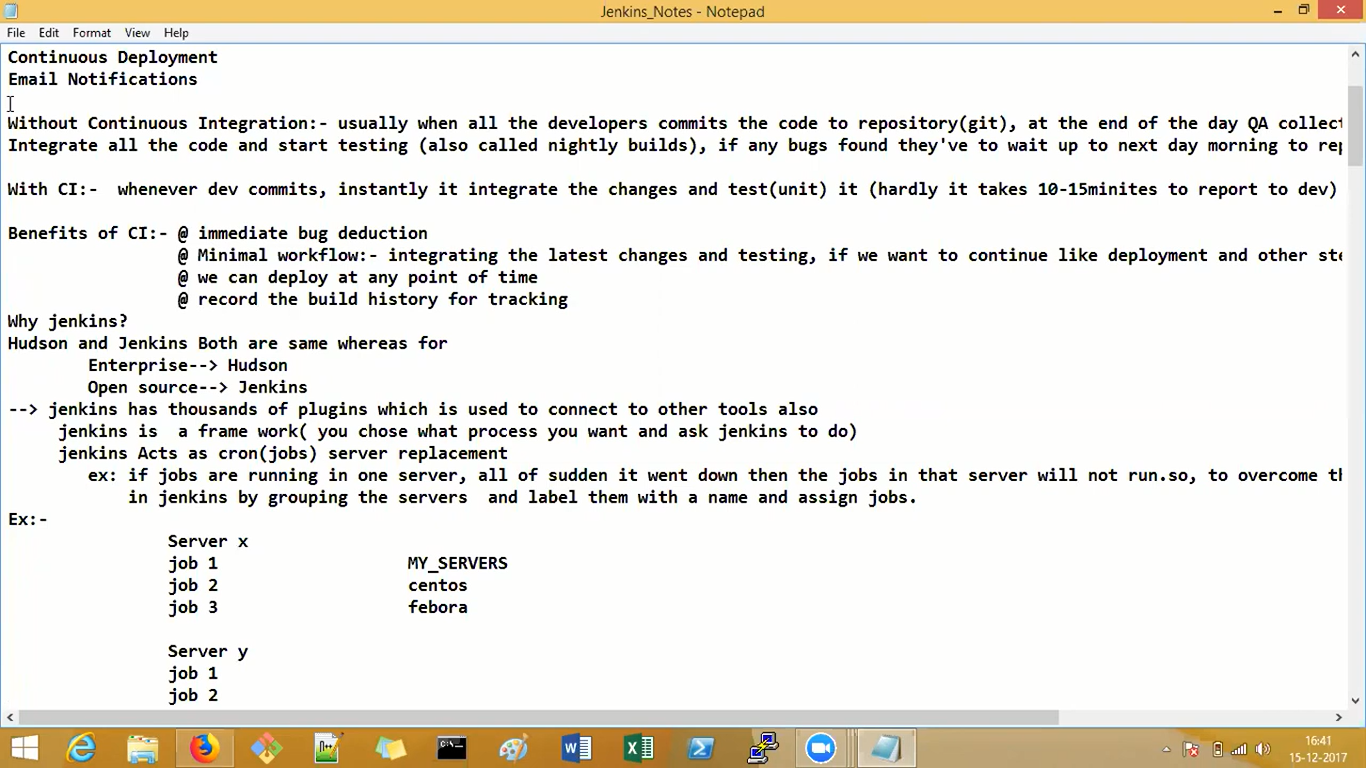 Jenkins_Notes - Notepad
File Edit Format View Help
Continuous Deployment
Email Notifications
Without Continuous Integration:- usually when all the developers commits the code to repository(git), at the end of the day QA collect
Integrate all the code and start testing (also called nightly builds), if any bugs found they've to wait up to next day morning to rep
With CI:- whenever dev commits, instantly it integrate the changes and test(unit) it (hardly it takes 10-15minites to report to dev)
Benefits of CI:- @ immediate bug deduction
@ Minimal workflow:- integrating the latest changes and testing, if we want to continue like deployment and other ste
@ we can deploy at any point of time
@ record the build history for tracking
Why jenkins?
Hudson and Jenkins Both are same whereas for
Enterprise--> Hudson
Open source--> Jenkins
--> jenkins has thousands of plugins which is used to connect to other tools also
jenkins is a frame work( you chose what process you want and ask jenkins to do)
jenkins Acts as cron(jobs) server replacement
ex: if jobs are running in one server, all of sudden it went down then the jobs in that server will not run.so, to overcome th
in jenkins by grouping the servers and label them with a name and assign jobs.
Ex:-
Server x
job 1 MY_SERVERS
job 2 centos
job 3 febora
Server y
job 1
job 2
16:41
15-12-2017